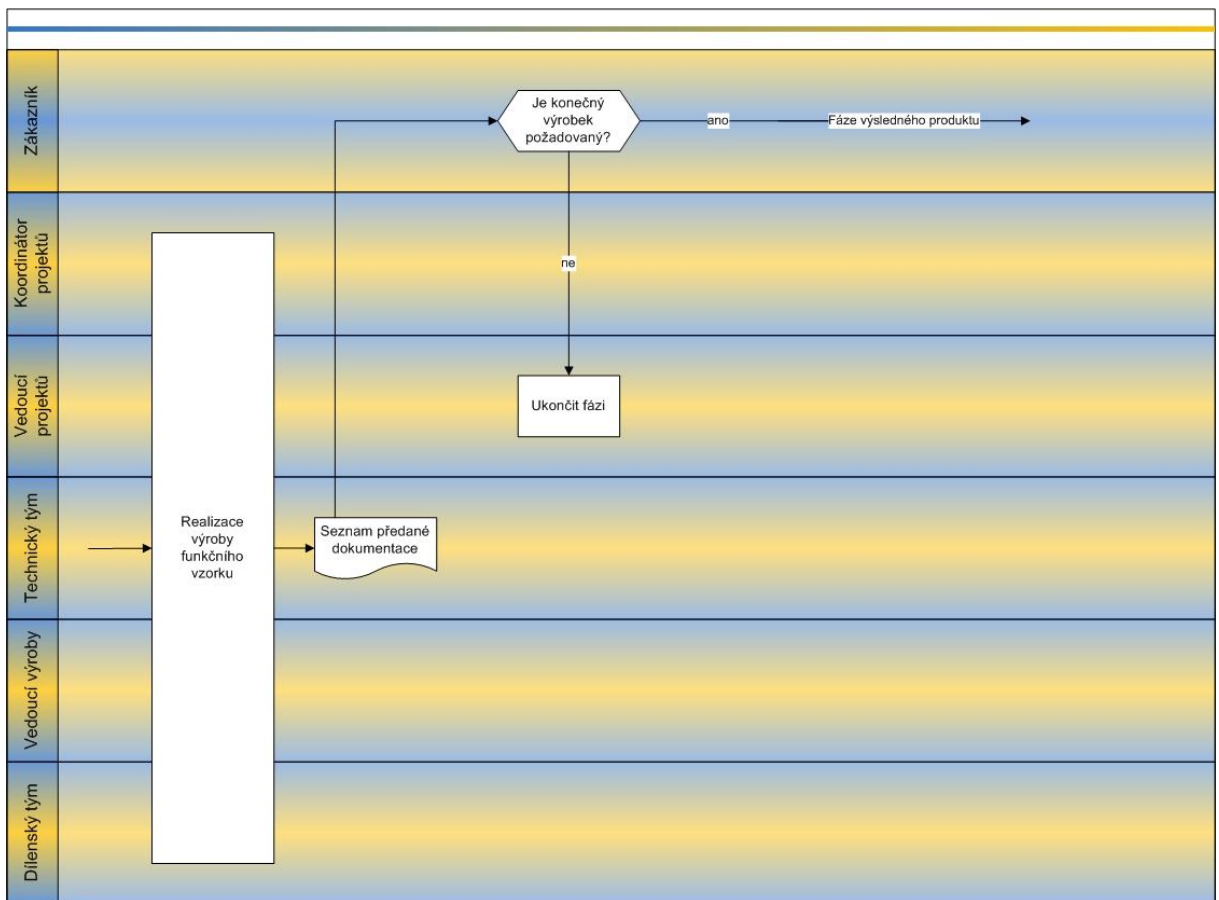 Zákazník
Je konečný
výrobek
požadovaný?
ano
Fáze výsledného produktu
Koordinátor
projektů
ne
Vedoucí
projektů
Ukončit fázi
Technický tým
Realizace
výroby
funkčního
vzorku
Seznam předané
dokumentace
Vedoucí výroby
Dílenský tým